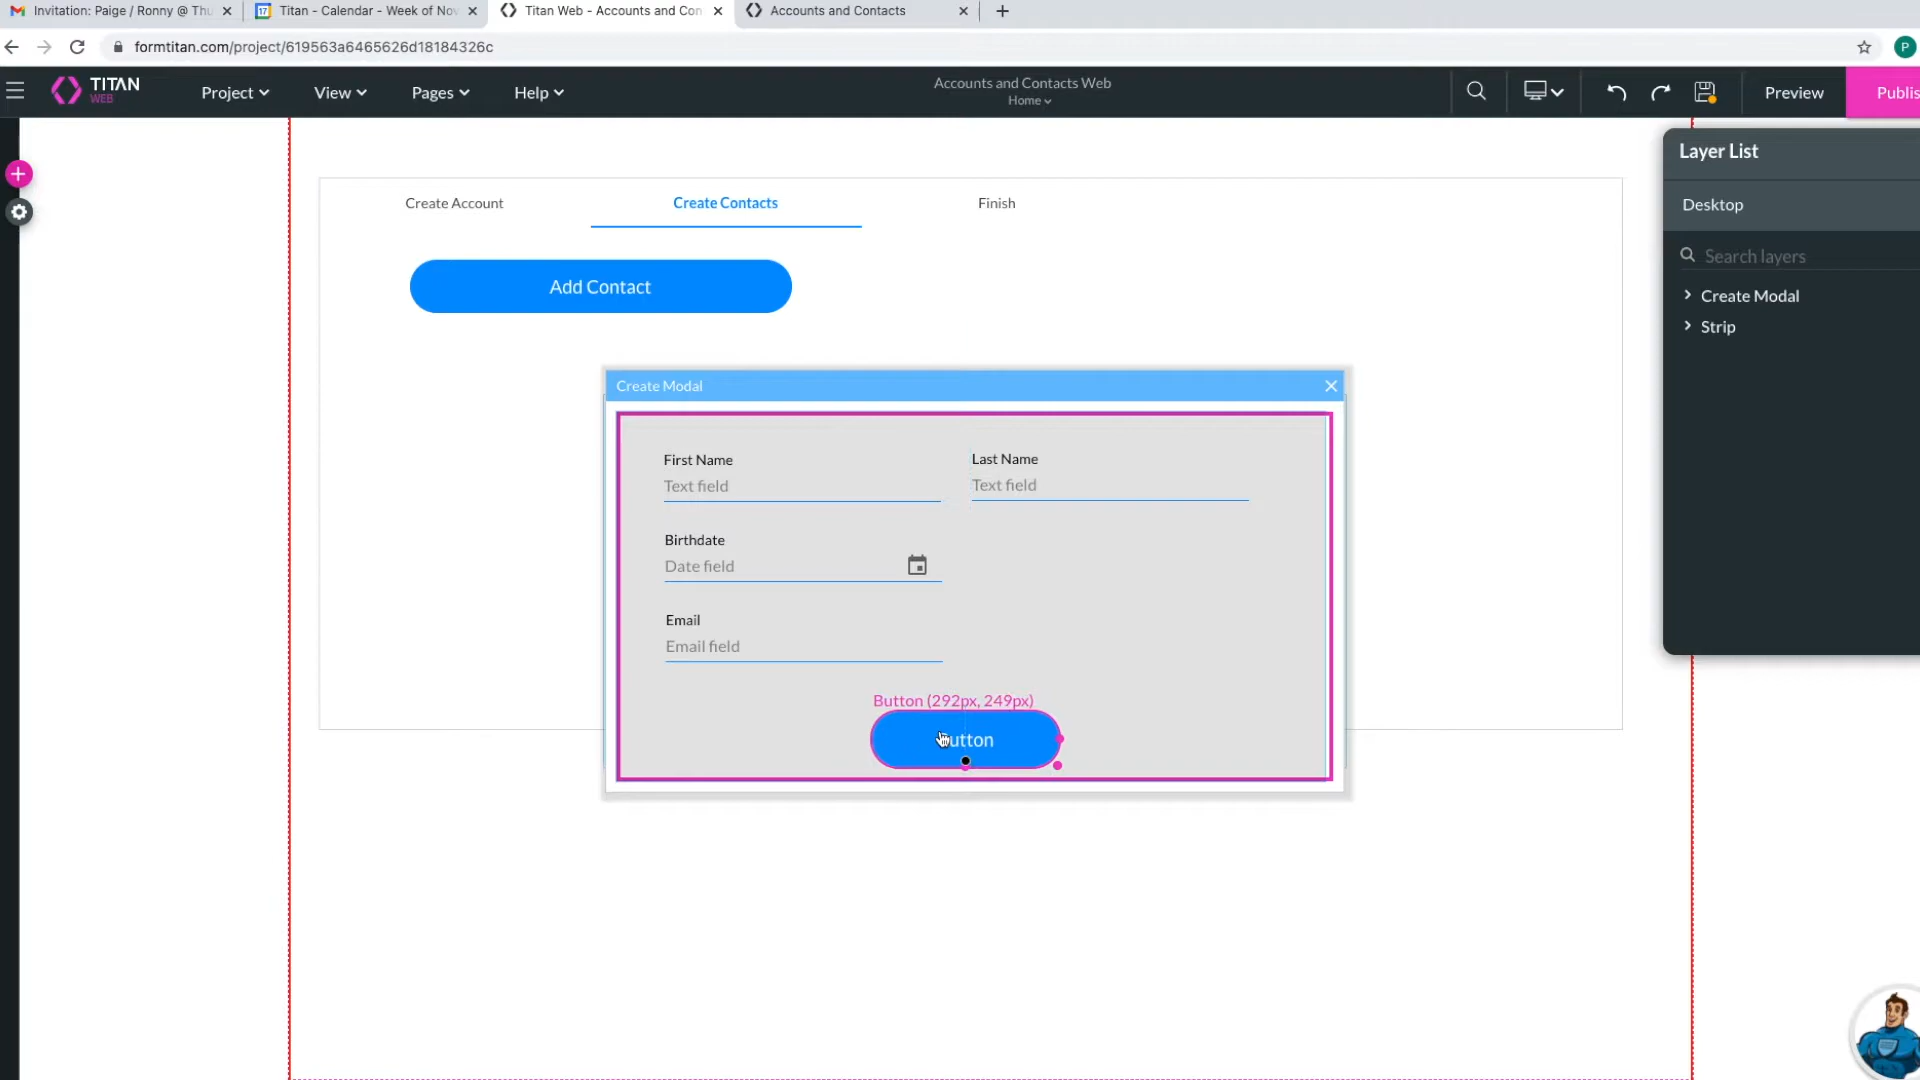 Invitation: Paige / Ronny @ Thu
Titan - Calendar - Week of Nov
Titan Web - Accounts and Con
Accounts and Contacts
formtitan.com/project/619563a6465626d18184326c
P
TITAN
WEB
Project
View
Pages
Help
Accounts and Contacts Web
Home
Preview
Publis
Layer List
Desktop
Search layers
Create Modal
Strip
Create Account
Create Contacts
Finish
Add Contact
Create Modal
First Name
Text field
Last Name
Text field
Birthdate
Date field
Email
Email field
Button (292px, 249px)
Button